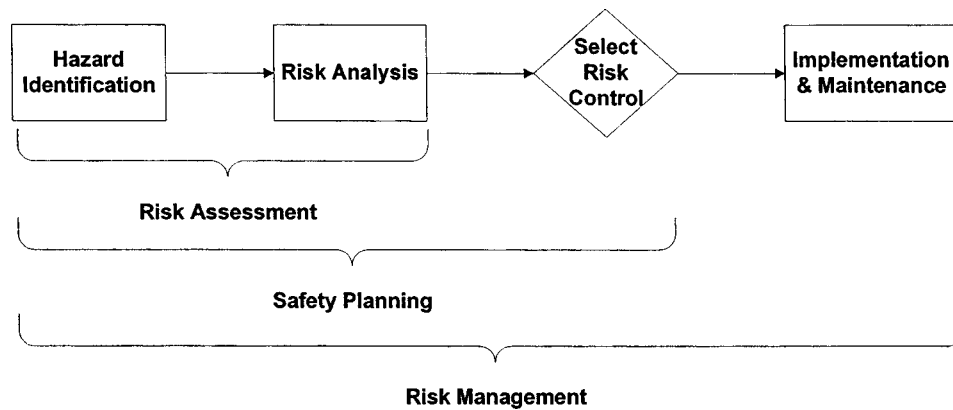 Hazard
Identification
Risk Analysis
Select
Risk
Control
Implementation
& Maintenance
Risk Assessment
Safety Planning
Risk Management